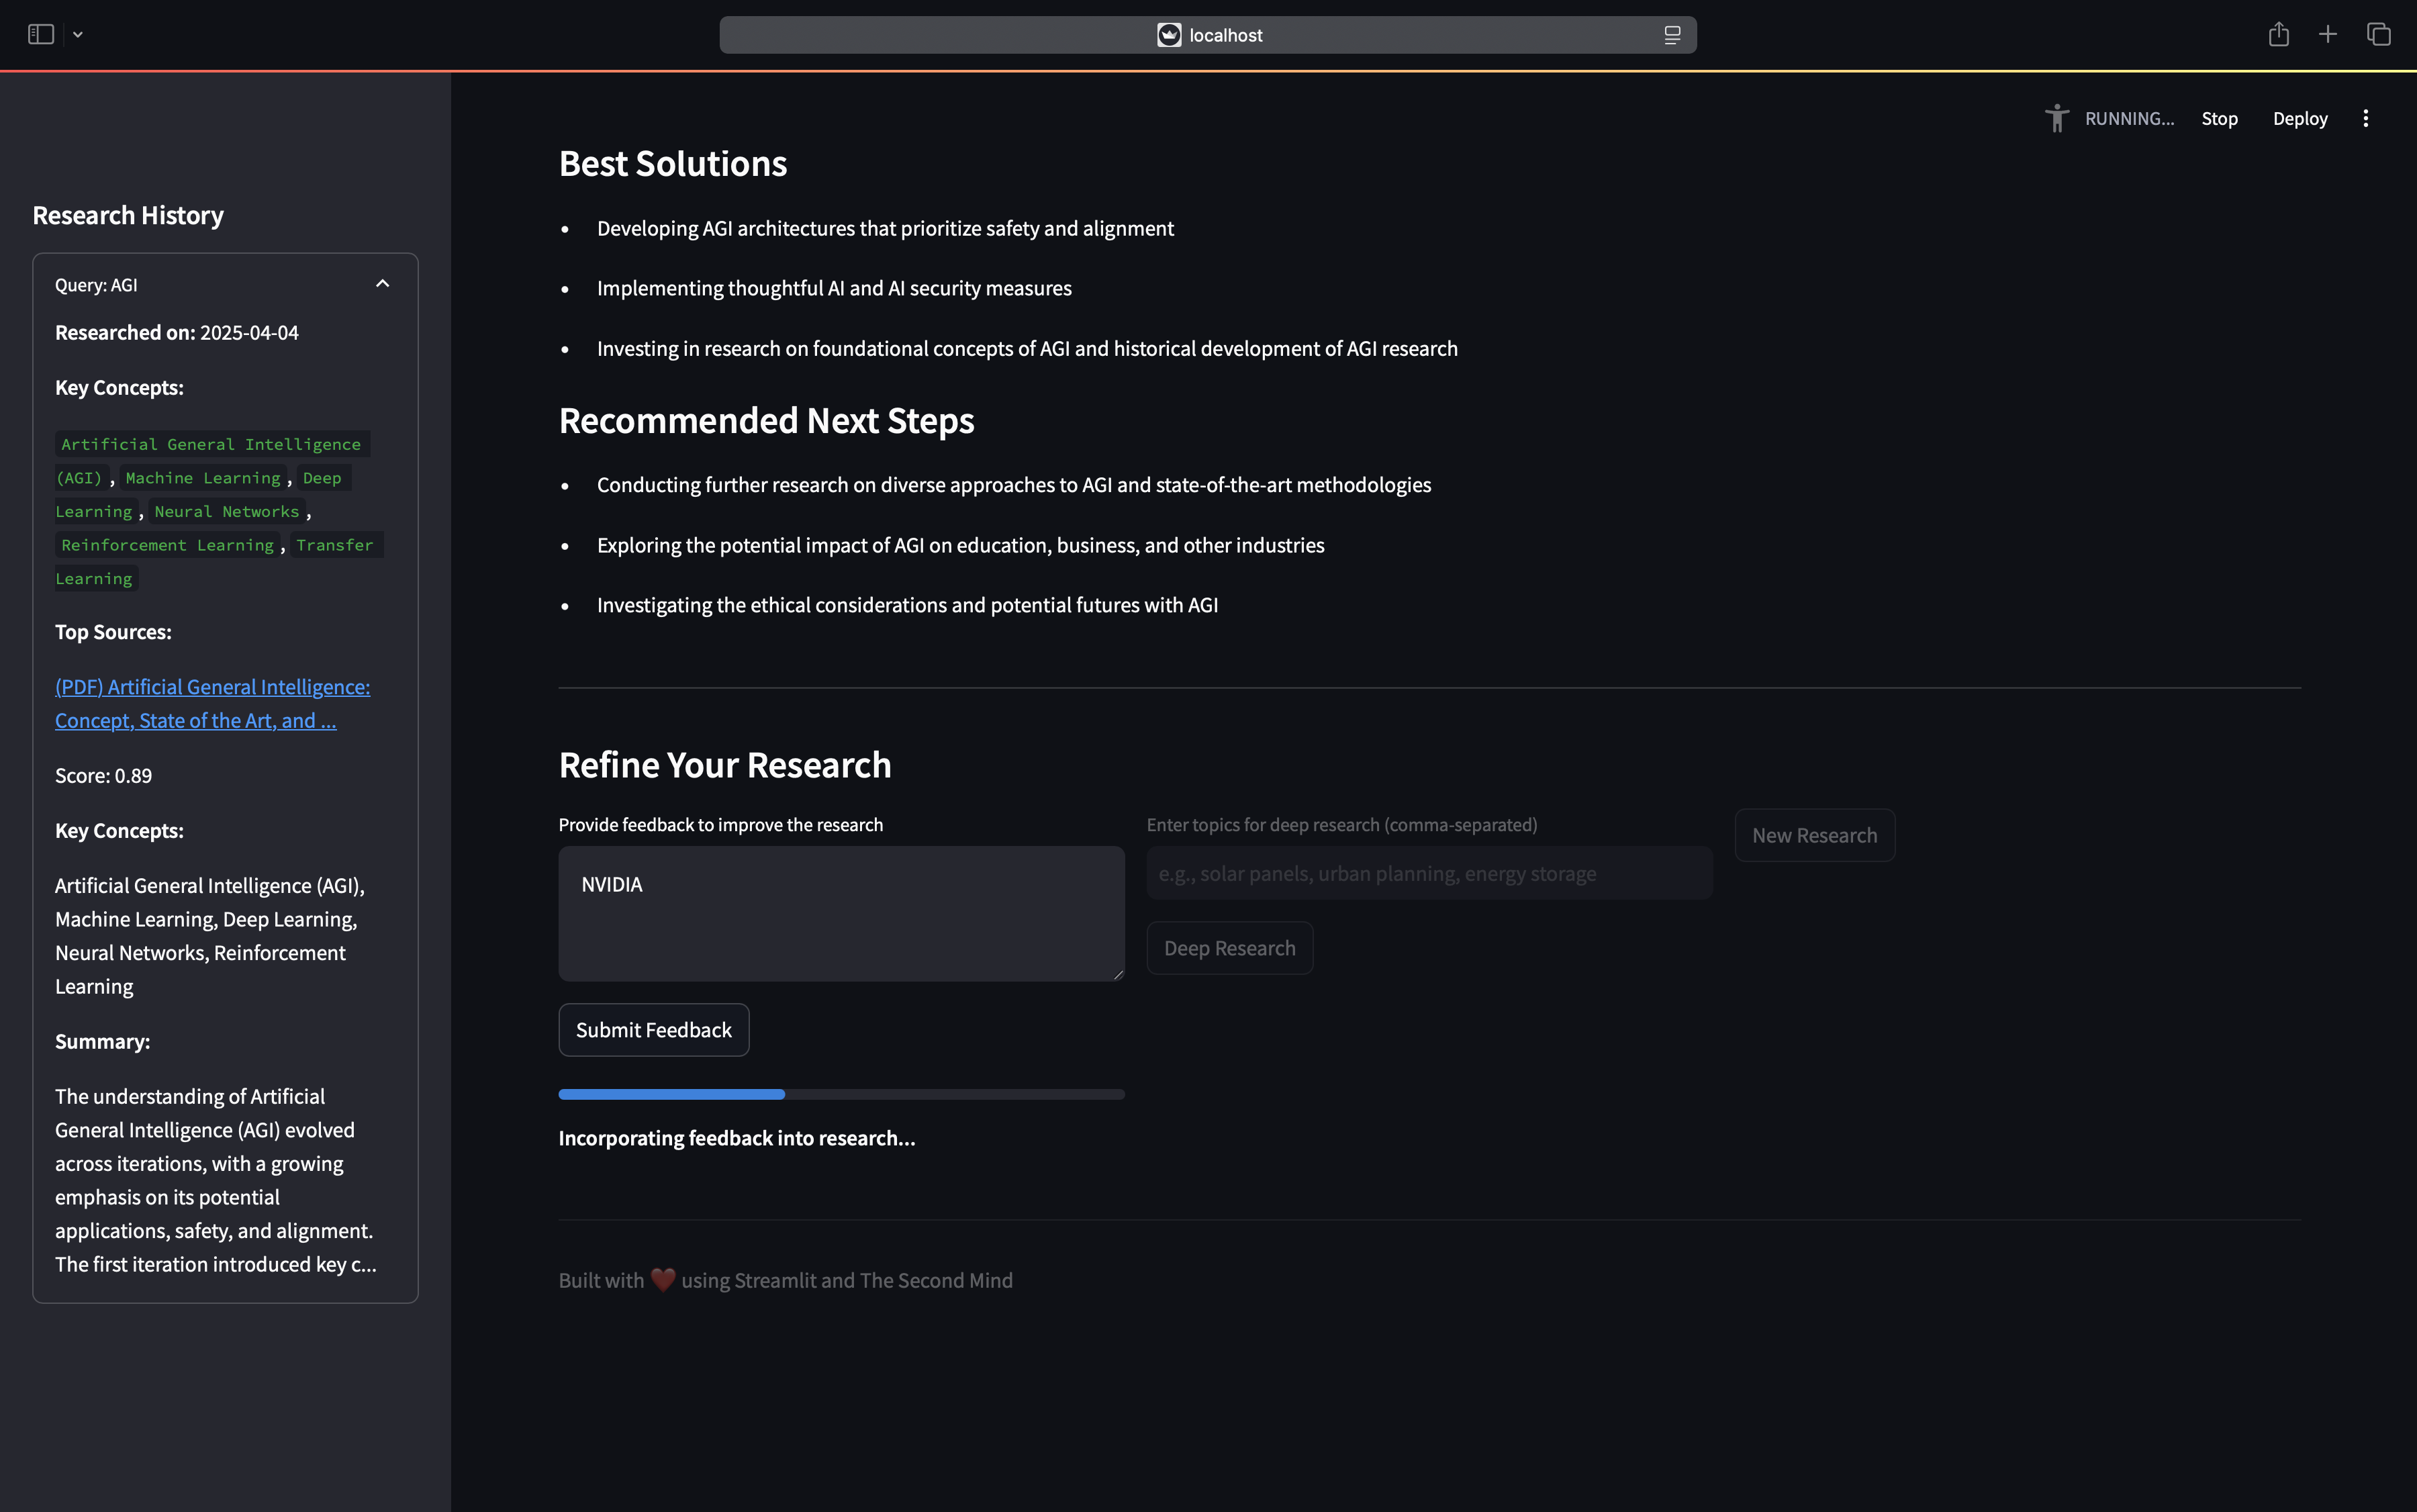 localhost
RUNNING...
Stop
Deploy
Research History
Query: AGI
Researched on: 2025-04-04
Key Concepts:
Artificial General Intelligence
(AGI) , Machine Learning , Deep
Learning , Neural Networks ,
Reinforcement Learning , Transfer
Learning
Top Sources:
(PDF) Artificial General Intelligence:
Concept, State of the Art, and ...
Score: 0.89
Key Concepts:
Artificial General Intelligence (AGI),
Machine Learning, Deep Learning,
Neural Networks, Reinforcement
Learning
Summary:
The understanding of Artificial
General Intelligence (AGI) evolved
across iterations, with a growing
emphasis on its potential
applications, safety, and alignment.
The first iteration introduced key c...
Best Solutions
• Developing AGI architectures that prioritize safety and alignment
• Implementing thoughtful AI and AI security measures
• Investing in research on foundational concepts of AGI and historical development of AGI research
Recommended Next Steps
• Conducting further research on diverse approaches to AGI and state-of-the-art methodologies
• Exploring the potential impact of AGI on education, business, and other industries
• Investigating the ethical considerations and potential futures with AGI
Refine Your Research
Provide feedback to improve the research
NVIDIA
Submit Feedback
Incorporating feedback into research...
Enter topics for deep research (comma-separated)
e.g., solar panels, urban planning, energy storage
Deep Research
New Research
Built with ❤️ using Streamlit and The Second Mind